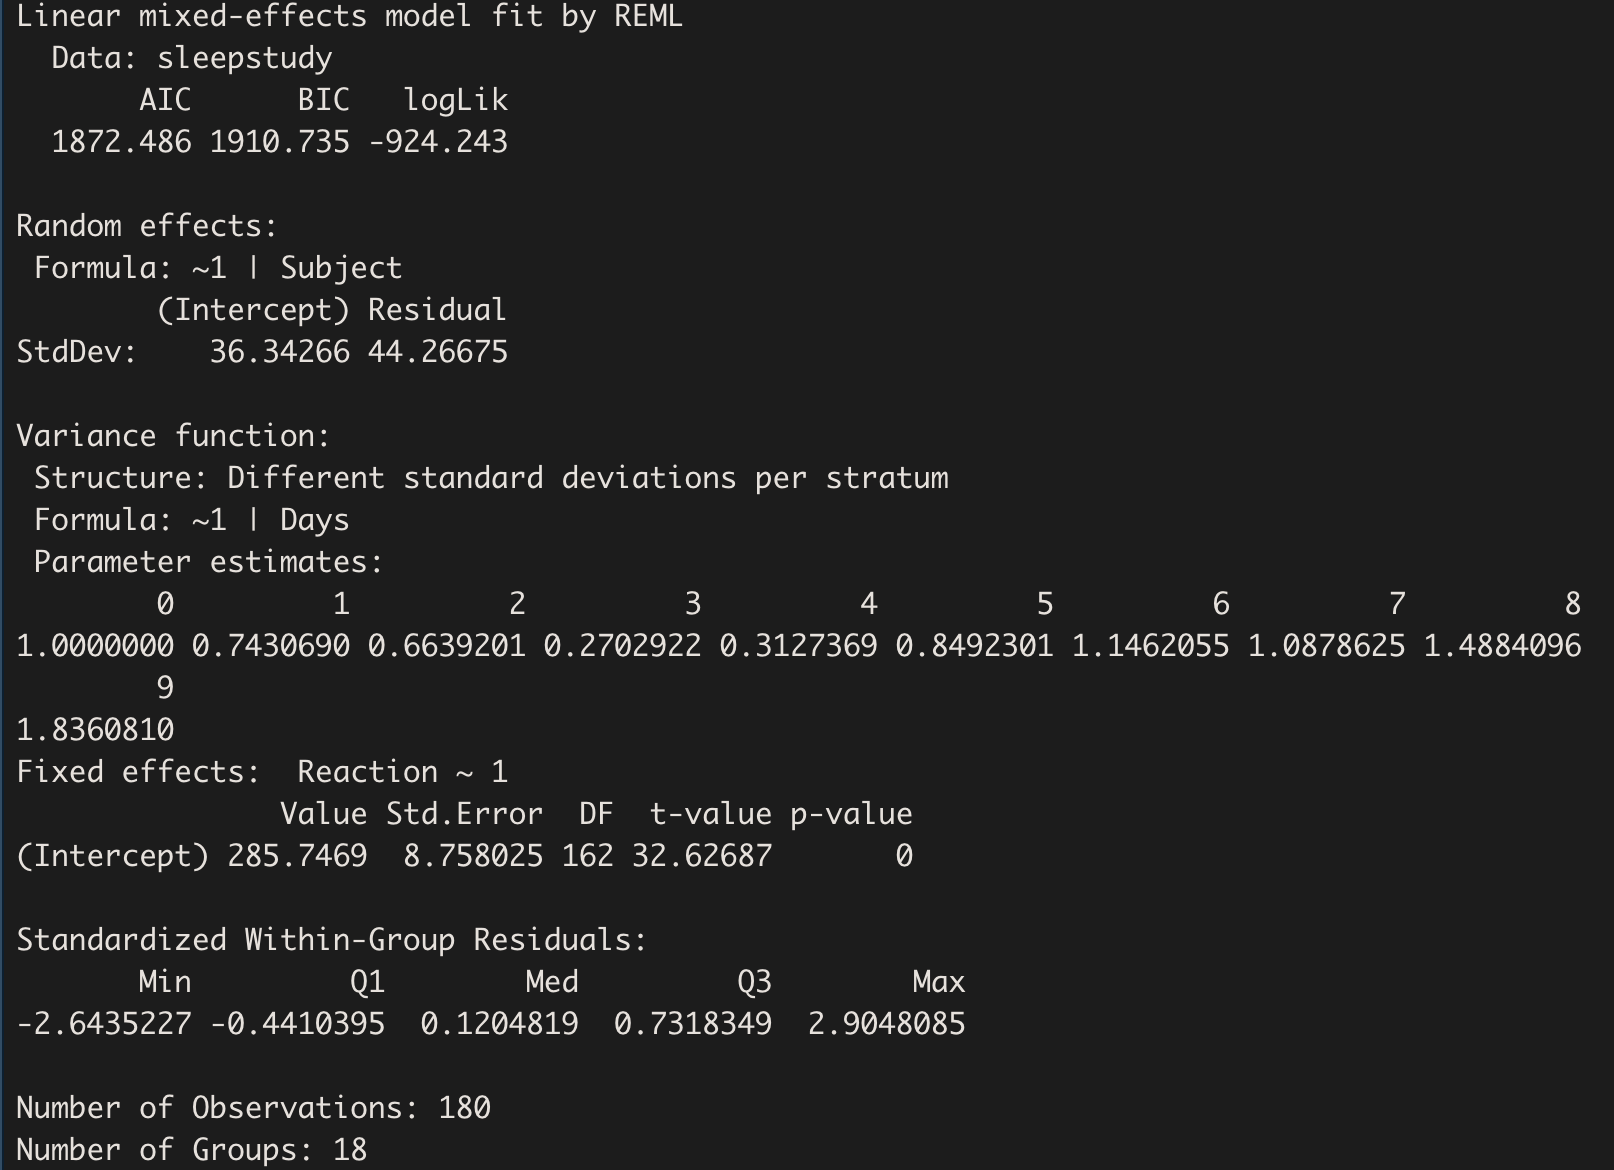 Linear mixed-effects model fit by REML
  Data: sleepstudy
       AIC      BIC   logLik
  1872.486 1910.735 -924.243

Random effects:
 Formula: ~1 | Subject
        (Intercept) Residual
StdDev:    36.34266 44.26675

Variance function:
 Structure: Different standard deviations per stratum
 Formula: ~1 | Days
 Parameter estimates:
        0         1         2         3         4         5         6         7         8
1.0000000 0.7430690 0.6639201 0.2702922 0.3127369 0.8492301 1.1462055 1.0878625 1.4884096
        9
1.8360810
Fixed effects:  Reaction ~ 1
               Value Std.Error  DF  t-value p-value
(Intercept) 285.7469  8.758025 162 32.62687       0

Standardized Within-Group Residuals:
       Min         Q1        Med         Q3        Max
-2.6435227 -0.4410395  0.1204819  0.7318349  2.9048085

Number of Observations: 180
Number of Groups: 18